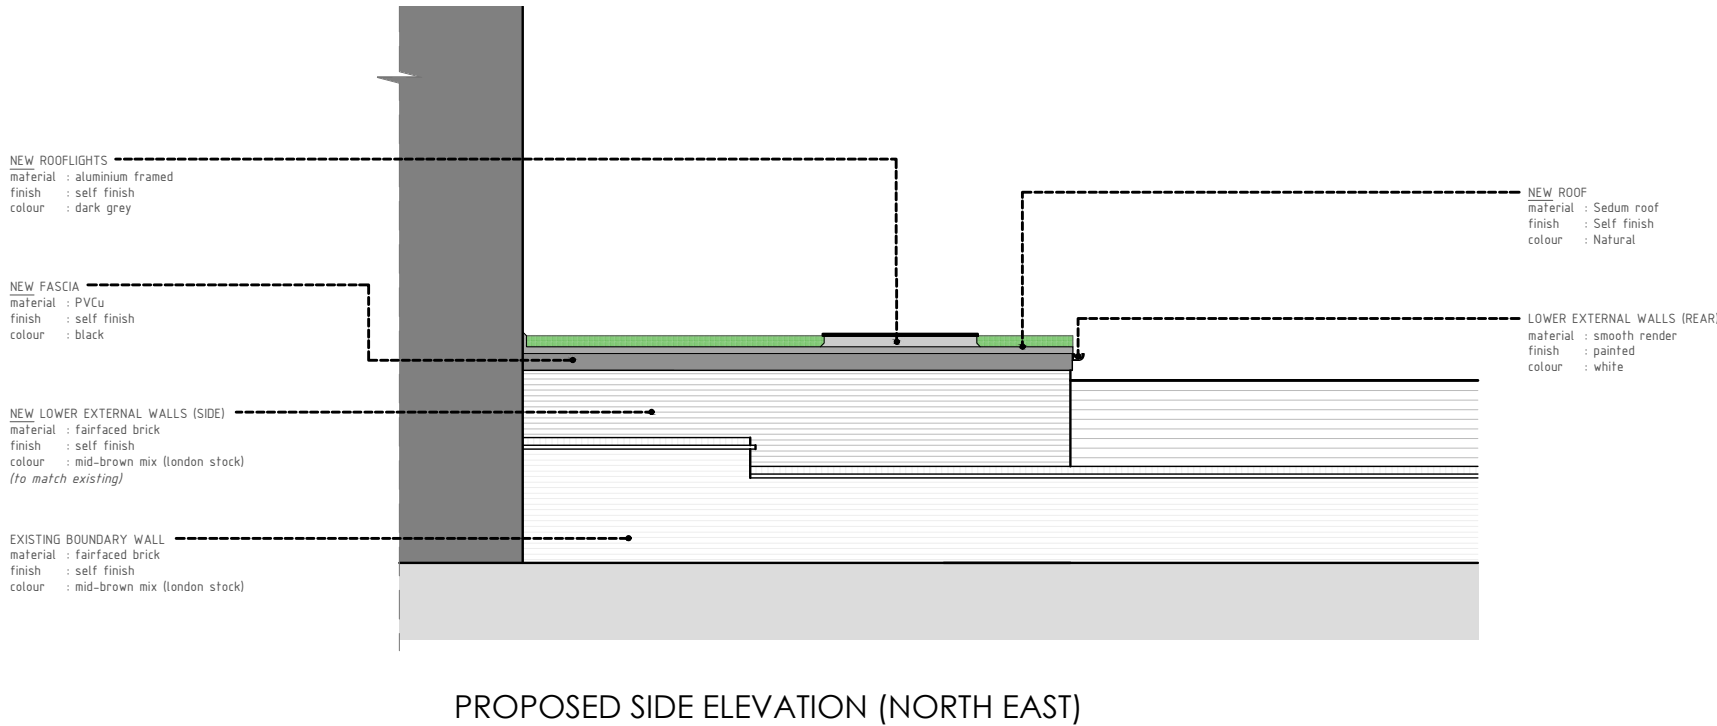 NEW ROOFLIGHTS
material : aluminium framed
finish : self finish
colour : dark grey
NEW FASCIA
material : PVCu
finish : self finish
colour : black
NEW LOWER EXTERNAL WALLS (SIDE)
material : fairfaced brick
finish : self finish
colour : mid-brown mix (london stock)
(to match existing)
EXISTING BOUNDARY WALL
material : fairfaced brick
finish : self finish
colour : mid-brown mix (london stock)
NEW ROOF
material : Sedum roof
finish : Self finish
colour : Natural
LOWER EXTERNAL WALLS (REAR)
material : smooth render
finish : painted
colour : white
PROPOSED SIDE ELEVATION (NORTH EAST)